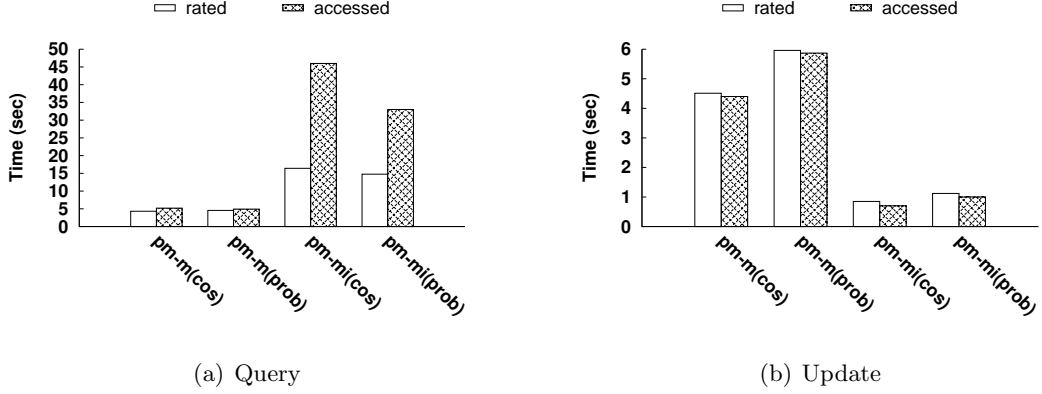 rated accessed
Time (sec)
50
45
40
35
30
25
20
15
10
5
0
pm-m(cos)
pm-m(prob)
pm-mi(cos)
pm-mi(prob)
(a) Query
rated accessed
Time (sec)
6
5
4
3
2
1
0
pm-m(cos)
pm-m(prob)
pm-mi(cos)
pm-mi(prob)
(b) Update